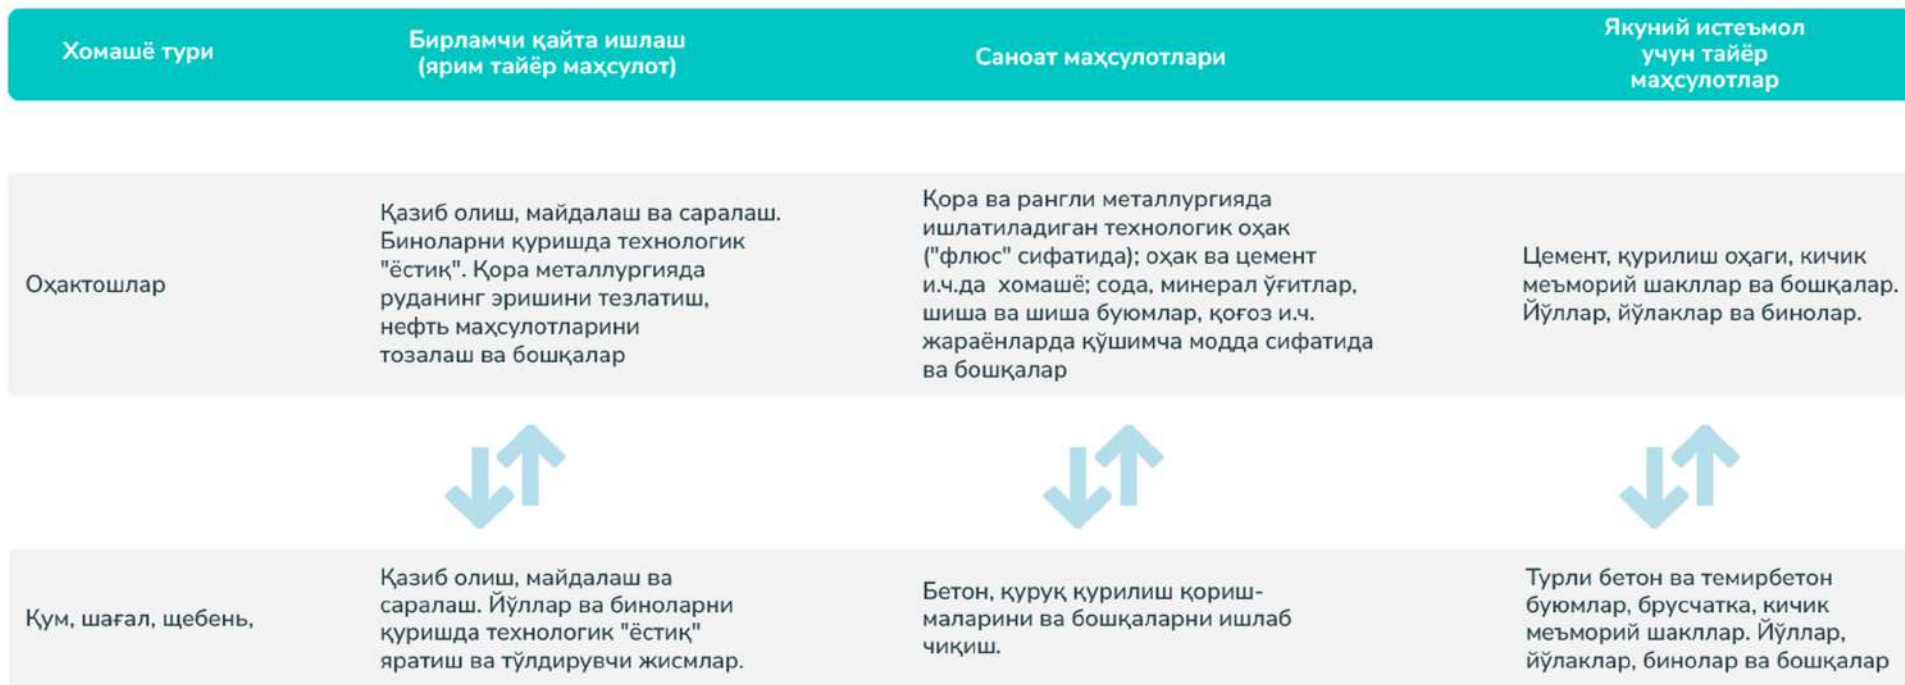 Хомашё тури
Бирламчи қайта ишлаш
(ярим тайёр маҳсулот)
Саноат маҳсулотлари
Якуний истеъмол
учун тайёр
маҳсулотлар
Оҳактошлар
Қазиб олиш, майдалаш ва саралаш.
Биноларни қуришда технологик
"ёстиқ". Қора металлургияда
руданинг эришини тезлатиш,
нефть маҳсулотларини
тозалаш ва бошқалар
Қора ва рангли металлургияда
ишлатиладиган технологик оҳак
("флюс" сифатида); оҳак ва цемент
и.ч.да хомашё; сода, минерал ўғитлар,
шиша ва шиша буюмлар, қоғоз и.ч.
жараёнларда қўшимча модда сифатида
ва бошқалар
Цемент, қурилиш оҳаги, кичик
меъморий шакллар ва бошқалар.
Йўллар, йўлаклар ва бинолар.
Қум, шағал, щебень,
Қазиб олиш, майдалаш ва
саралаш. Йўллар ва биноларни
қуришда технологик "ёстиқ"
яратиш ва тўлдирувчи жисмлар.
Бетон, қуруқ қурилиш қориш-
маларини ва бошқаларни ишлаб
чиқиш.
Турли бетон ва темирбетон
буюмлар, брусчатка, кичик
меъморий шакллар. Йўллар,
йўлаклар, бинолар ва бошқалар